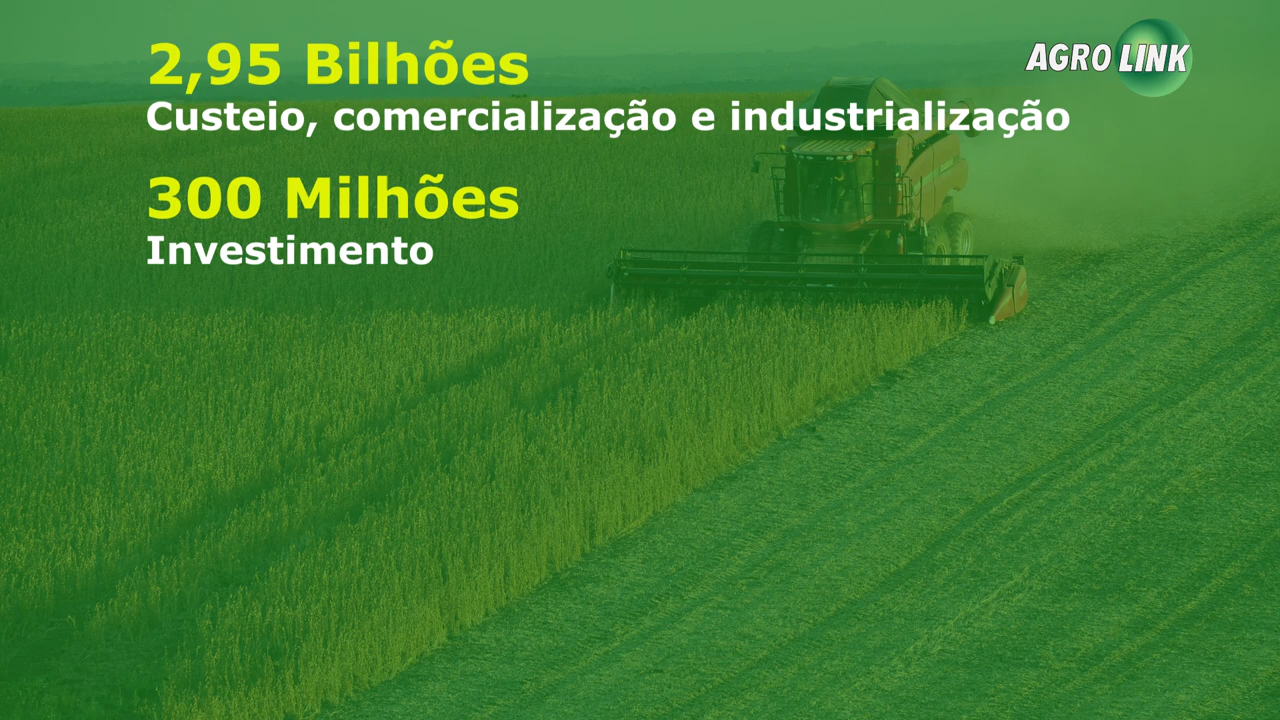 2,95 Bilhões
AGRO LINK
Custeio, comercialização e industrialização
300 Milhões
Investimento